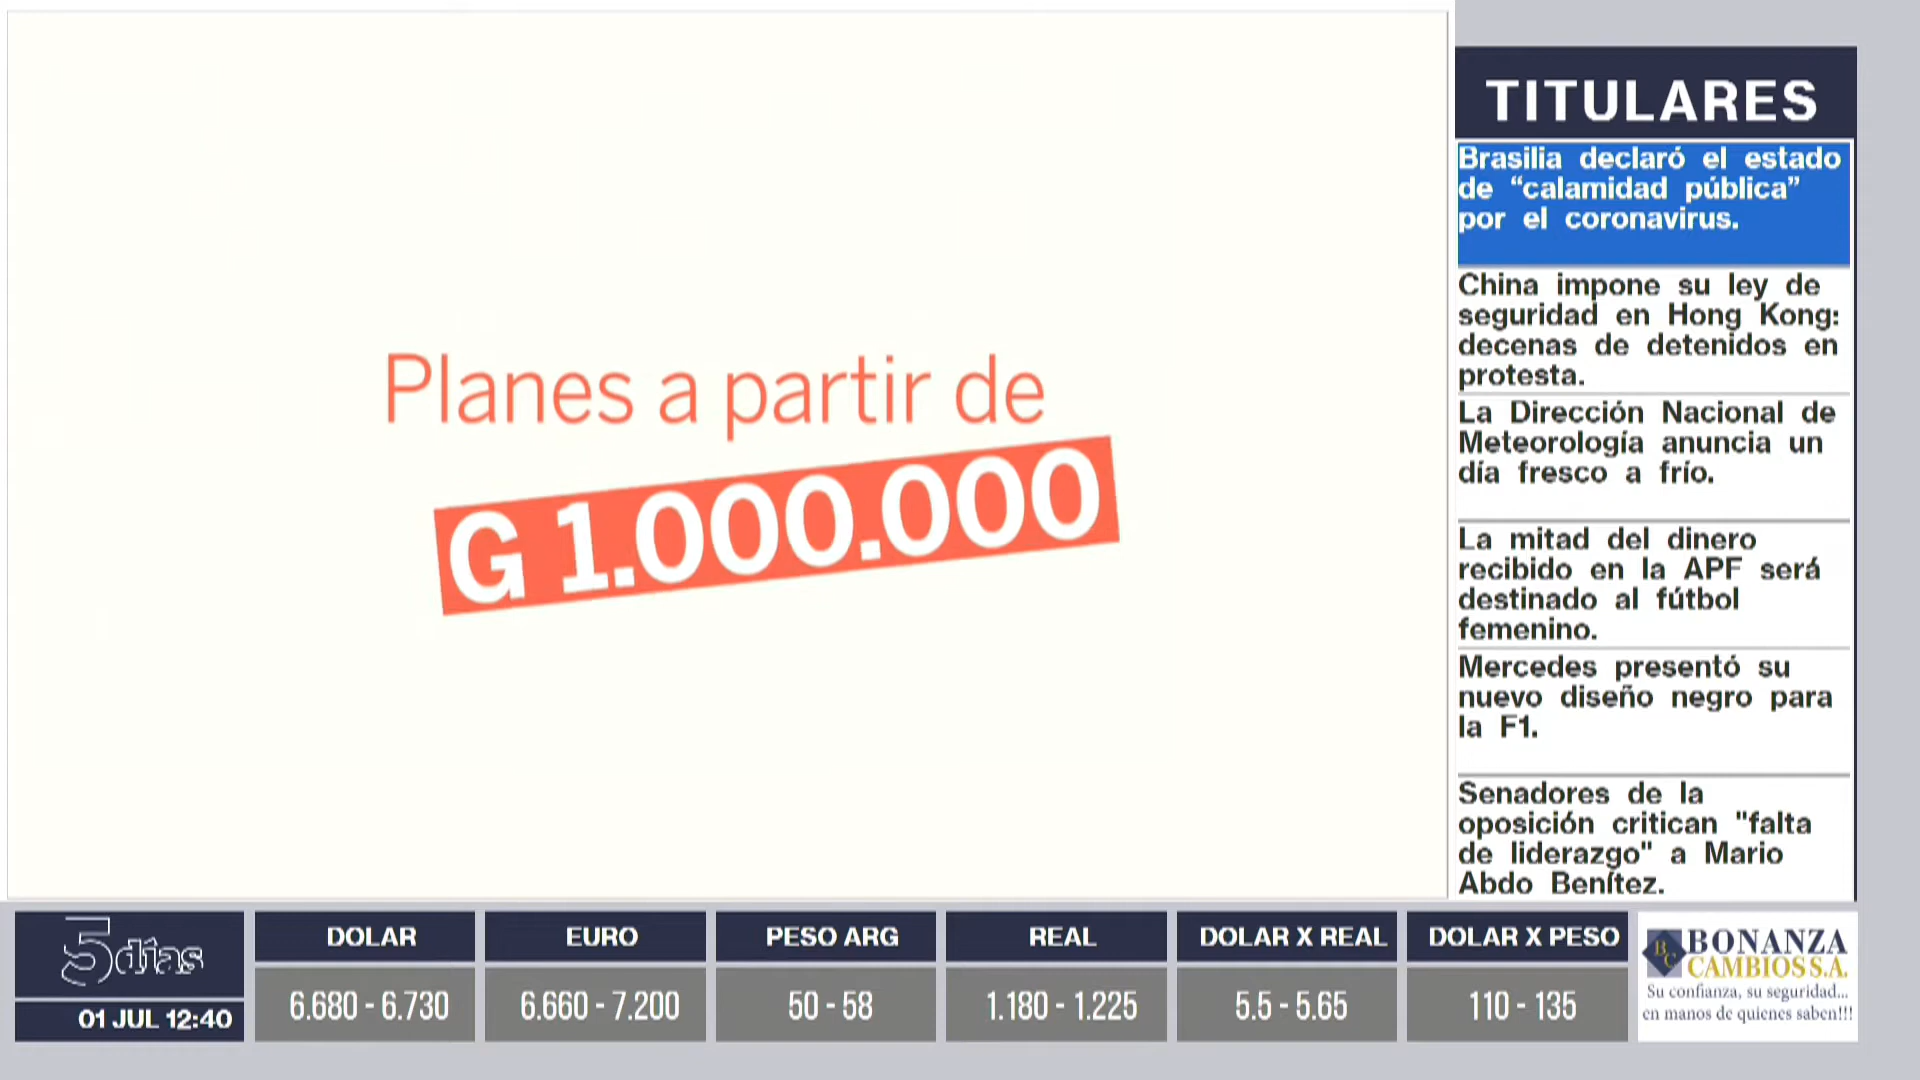 Planes a partir de
G 1.000.000
TITULARES
Brasilia declaró el estado
de “calamidad pública”
por el coronavirus.
China impone su ley de
seguridad en Hong Kong:
decenas de detenidos en
protesta.
La Dirección Nacional de
Meteorología anuncia un
día fresco a frío.
La mitad del dinero
recibido en la APF será
destinado al fútbol
femenino.
Mercedes presentó su
nuevo diseño negro para
la F1.
Senadores de la
oposición critican "falta
de liderazgo" a Mario
Abdo Benítez.
5días
01 JUL 12:40
DOLAR
6.680 - 6.730
EURO
6.660 - 7.200
PESO ARG
50 - 58
REAL
1.180 - 1.225
DOLAR X REAL
5.5 - 5.65
DOLAR X PESO
110 - 135
BC
BONANZA
CAMBIOS S.A.
Su confianza, su seguridad...
en manos de quienes saben!!!